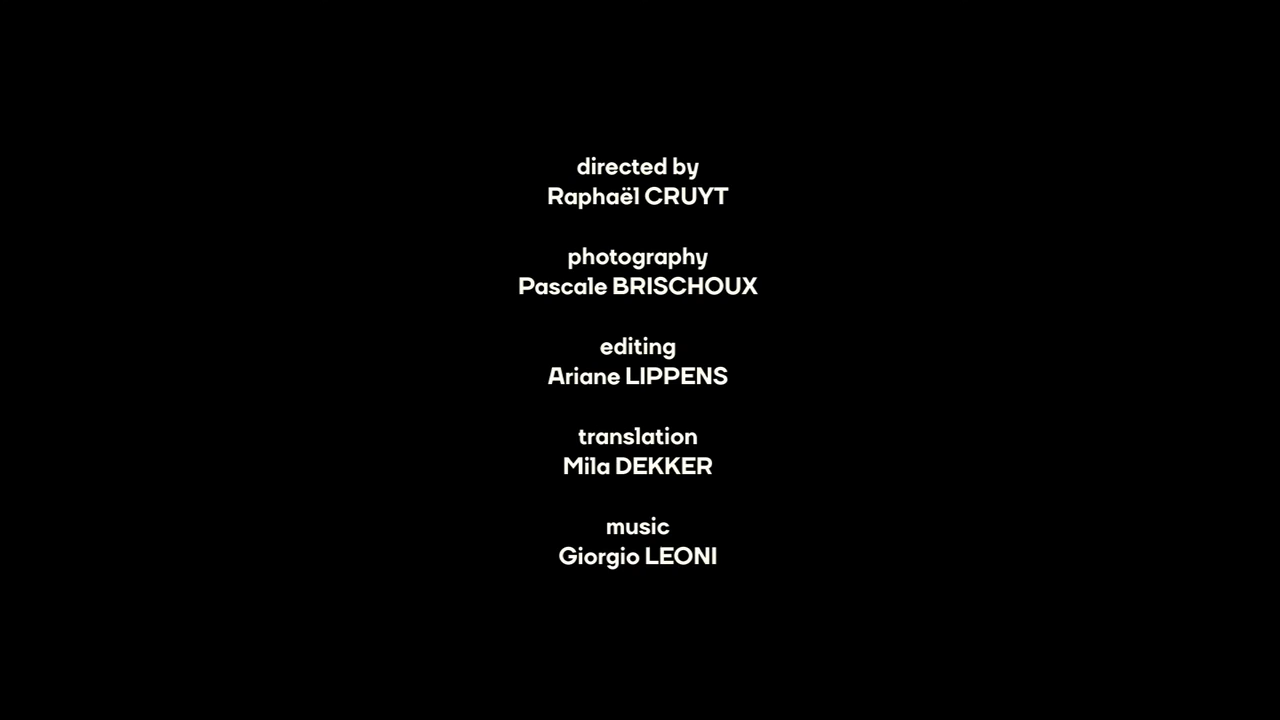 directed by
Raphaël CRUYT
photography
Pascale BRISCHOUX
editing
Ariane LIPPENS
translation
Mila DEKKER
music
Giorgio LEONI